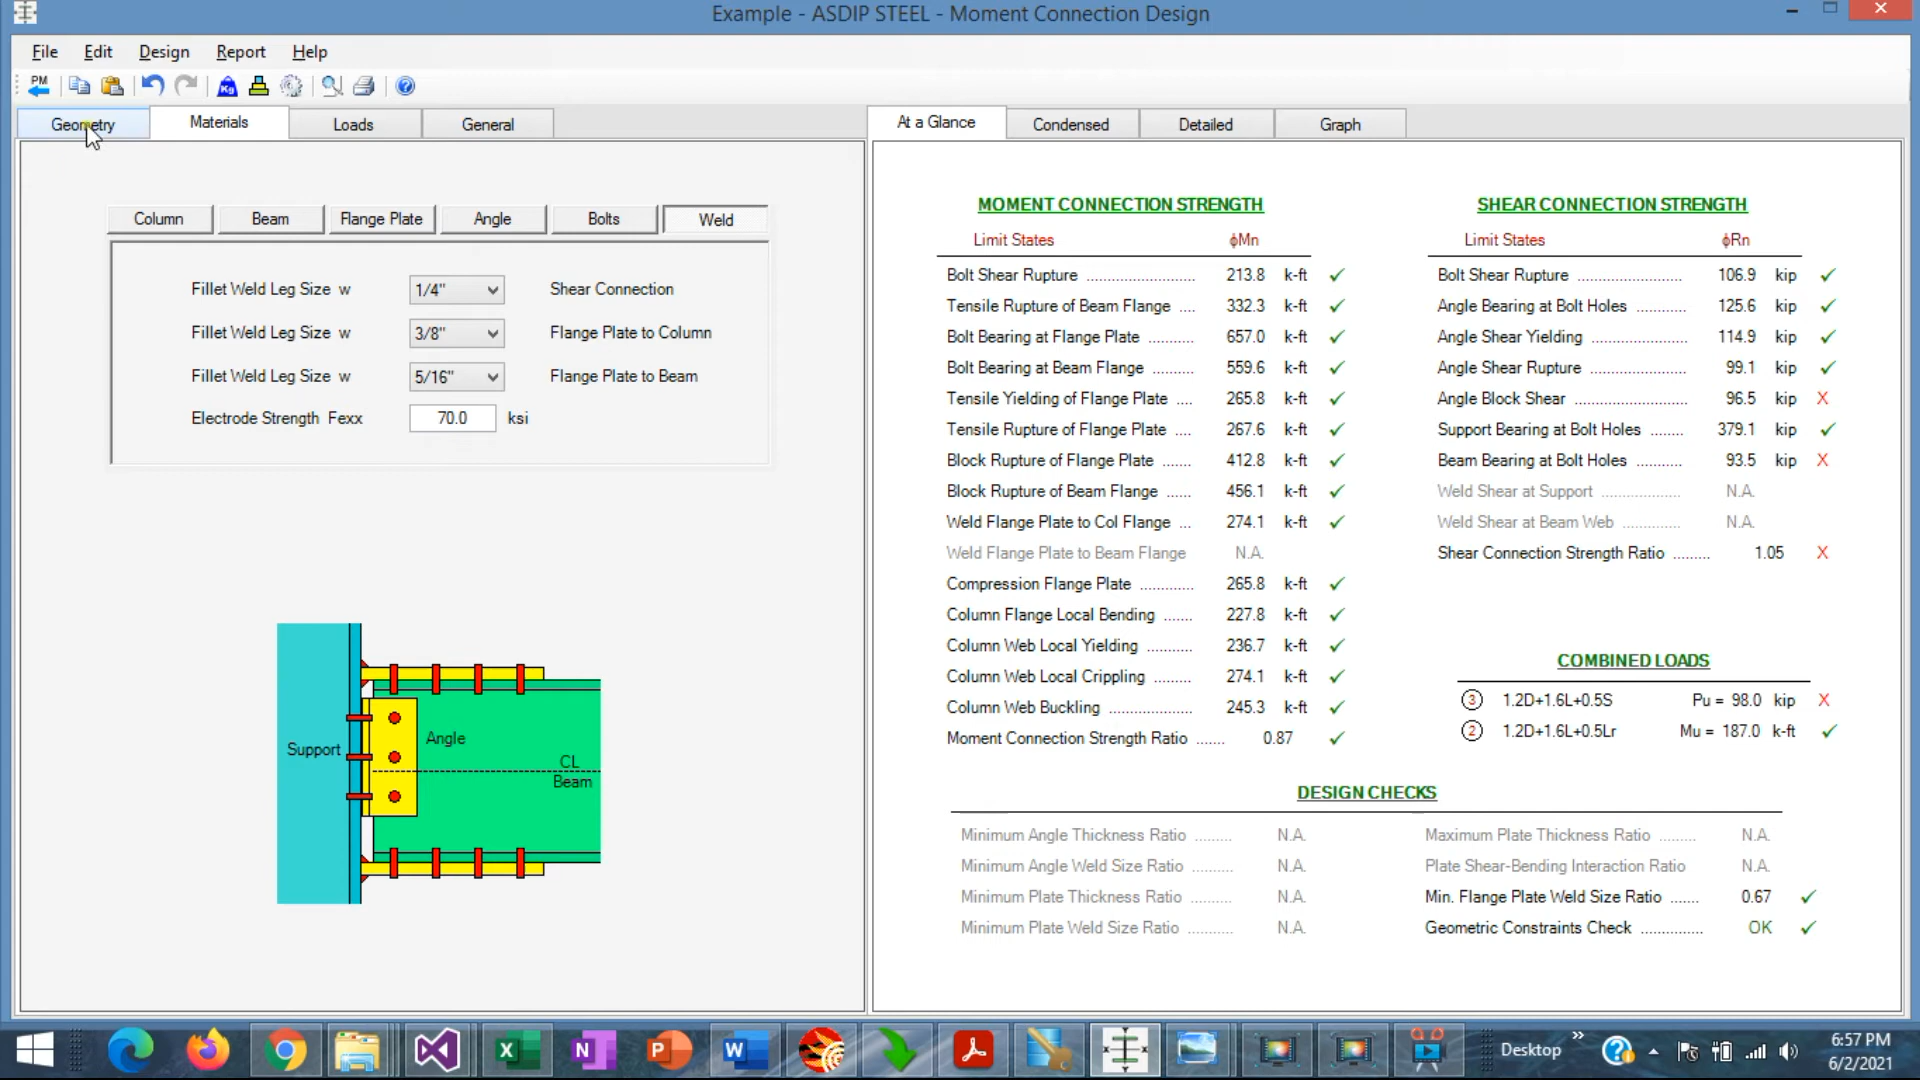 Example - ASDIP STEEL - Moment Connection Design
File Edit Design Report Help
PM Kg
Geometry Materials Loads General
At a Glance Condensed Detailed Graph
Column Beam Flange Plate Angle Bolts Weld
Fillet Weld Leg Size w 1/4" Shear Connection
Fillet Weld Leg Size w 3/8" Flange Plate to Column
Fillet Weld Leg Size w 5/16" Flange Plate to Beam
Electrode Strength Fexx 70.0 ksi
Support
Angle
CL
Beam
MOMENT CONNECTION STRENGTH
Limit States ϕMn
Bolt Shear Rupture ........................ 213.8 k-ft ✓
Tensile Rupture of Beam Flange .... 332.3 k-ft ✓
Bolt Bearing at Flange Plate .......... 657.0 k-ft ✓
Bolt Bearing at Beam Flange .......... 559.6 k-ft ✓
Tensile Yielding of Flange Plate .... 265.8 k-ft ✓
Tensile Rupture of Flange Plate .... 267.6 k-ft ✓
Block Rupture of Flange Plate ....... 412.8 k-ft ✓
Block Rupture of Beam Flange ...... 456.1 k-ft ✓
Weld Flange Plate to Col Flange ... 274.1 k-ft ✓
Weld Flange Plate to Beam Flange N.A.
Compression Flange Plate ............. 265.8 k-ft ✓
Column Flange Local Bending ....... 227.8 k-ft ✓
Column Web Local Yielding .......... 236.7 k-ft ✓
Column Web Local Crippling ......... 274.1 k-ft ✓
Column Web Buckling ................... 245.3 k-ft ✓
Moment Connection Strength Ratio ...... 0.87 ✓
SHEAR CONNECTION STRENGTH
Limit States ϕRn
Bolt Shear Rupture ........................ 106.9 kip ✓
Angle Bearing at Bolt Holes ............ 125.6 kip ✓
Angle Shear Yielding ...................... 114.9 kip ✓
Angle Shear Rupture ...................... 99.1 kip ✓
Angle Block Shear .......................... 96.5 kip X
Support Bearing at Bolt Holes ........ 379.1 kip ✓
Beam Bearing at Bolt Holes ............ 93.5 kip X
Weld Shear at Support ................... N.A.
Weld Shear at Beam Web .............. N.A.
Shear Connection Strength Ratio ......... 1.05 X
COMBINED LOADS
3 1.2D+1.6L+0.5S Pu = 98.0 kip X
2 1.2D+1.6L+0.5Lr Mu = 187.0 k-ft ✓
DESIGN CHECKS
Minimum Angle Thickness Ratio ......... N.A.
Minimum Angle Weld Size Ratio .......... N.A.
Minimum Plate Thickness Ratio .......... N.A.
Minimum Plate Weld Size Ratio ........... N.A.
Maximum Plate Thickness Ratio ......... N.A.
Plate Shear-Bending Interaction Ratio N.A.
Min. Flange Plate Weld Size Ratio ....... 0.67 ✓
Geometric Constraints Check .............. OK ✓
Desktop
6:57 PM
6/2/2021